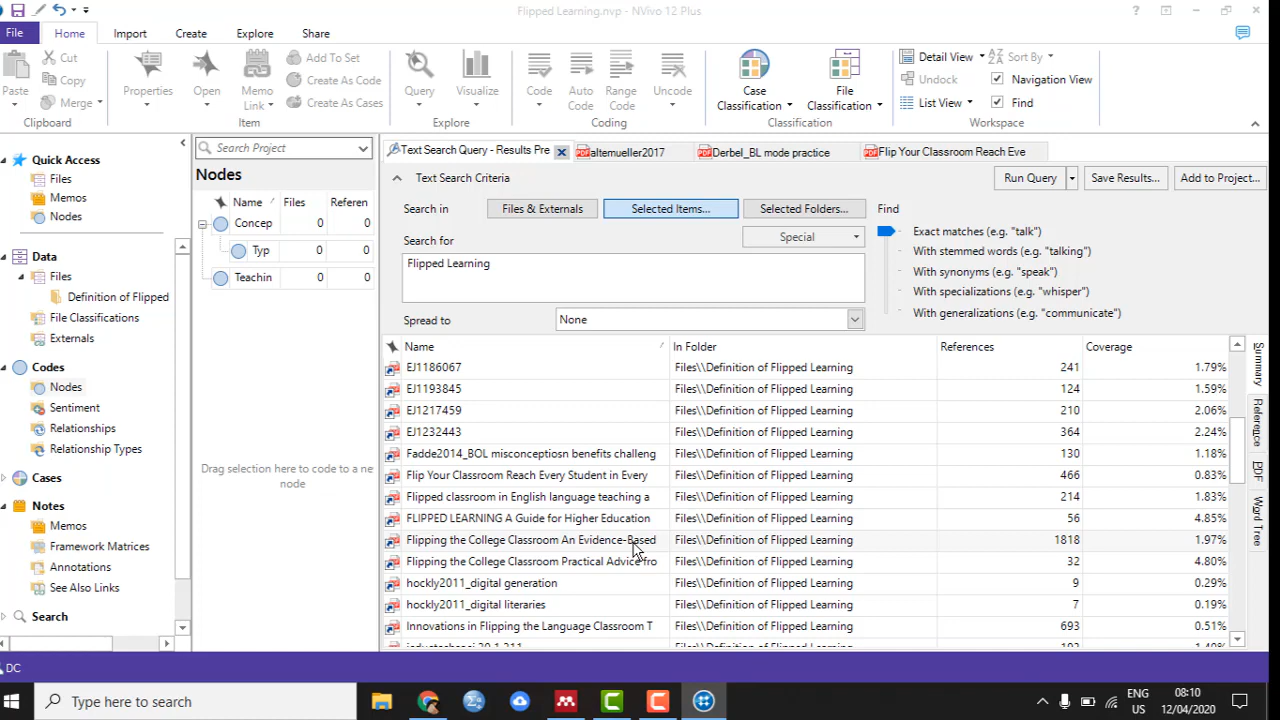 Flipped Learning.nvp - NVivo 12 Plus
File Home Import Create Explore Share
Paste Cut Copy Merge Clipboard
Properties Open Memo Link Add To Set Create As Code Create As Cases Item
Query Visualize Explore
Code Auto Code Range Code Uncode Coding
Case Classification File Classification Classification
Detail View Sort By Undock Navigation View List View Find Workspace
Quick Access
Files
Memos
Nodes
Data
Files
Definition of Flipped
File Classifications
Externals
Codes
Nodes
Sentiment
Relationships
Relationship Types
Cases
Notes
Memos
Framework Matrices
Annotations
See Also Links
Search
Search Project
Nodes
Name Files Referen
Concep 0 0
Typ 0 0
Teachin 0 0
Drag selection here to code to a ne
node
Text Search Query - Results Pre altemueller2017 Derbel_BL mode practice Flip Your Classroom Reach Eve
Text Search Criteria Run Query Save Results... Add to Project...
Search in Files & Externals Selected Items... Selected Folders... Find
Search for Special
Flipped Learning
Spread to None
Exact matches (e.g. "talk")
With stemmed words (e.g. "talking")
With synonyms (e.g. "speak")
With specializations (e.g. "whisper")
With generalizations (e.g. "communicate")
Name In Folder References Coverage
EJ1186067 Files\\Definition of Flipped Learning 241 1.79%
EJ1193845 Files\\Definition of Flipped Learning 124 1.59%
EJ1217459 Files\\Definition of Flipped Learning 210 2.06%
EJ1232443 Files\\Definition of Flipped Learning 364 2.24%
Fadde2014_BOL misconceptiosn benefits challeng Files\\Definition of Flipped Learning 130 1.18%
Flip Your Classroom Reach Every Student in Every Files\\Definition of Flipped Learning 466 0.83%
Flipped classroom in English language teaching a Files\\Definition of Flipped Learning 214 1.83%
FLIPPED LEARNING A Guide for Higher Education Files\\Definition of Flipped Learning 56 4.85%
Flipping the College Classroom An Evidence-Based Files\\Definition of Flipped Learning 1818 1.97%
Flipping the College Classroom Practical Advice fro Files\\Definition of Flipped Learning 32 4.80%
hockly2011_digital generation Files\\Definition of Flipped Learning 9 0.29%
hockly2011_digital literaries Files\\Definition of Flipped Learning 7 0.19%
Innovations in Flipping the Language Classroom T Files\\Definition of Flipped Learning 693 0.51%
Summary
Reference
PDF
Word Tree
DC
Type here to search
ENG
US
08:10
12/04/2020